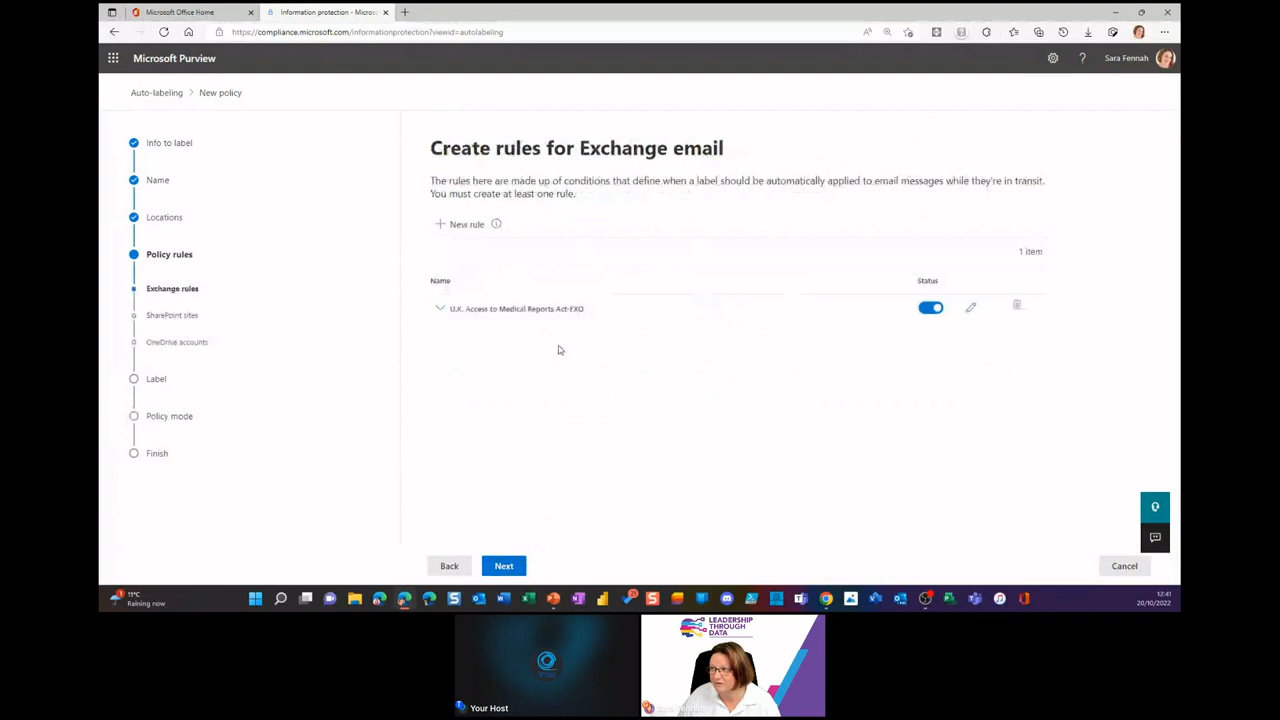 Microsoft Office Home
Information protection - Micros
https://compliance.microsoft.com/informationprotection?viewid=autolabeling
Microsoft Purview
Sara Fennah
Auto-labeling > New policy
Info to label
Name
Locations
Policy rules
Exchange rules
SharePoint sites
OneDrive accounts
Label
Policy mode
Finish
Create rules for Exchange email
The rules here are made up of conditions that define when a label should be automatically applied to email messages while they're in transit.
You must create at least one rule.
+ New rule
1 item
Name
Status
U.K. Access to Medical Reports Act-EXO
Back
Next
Cancel
11°C
Raining now
12:41
20/10/2022
LEADERSHIP
THROUGH
DATA
Your Host